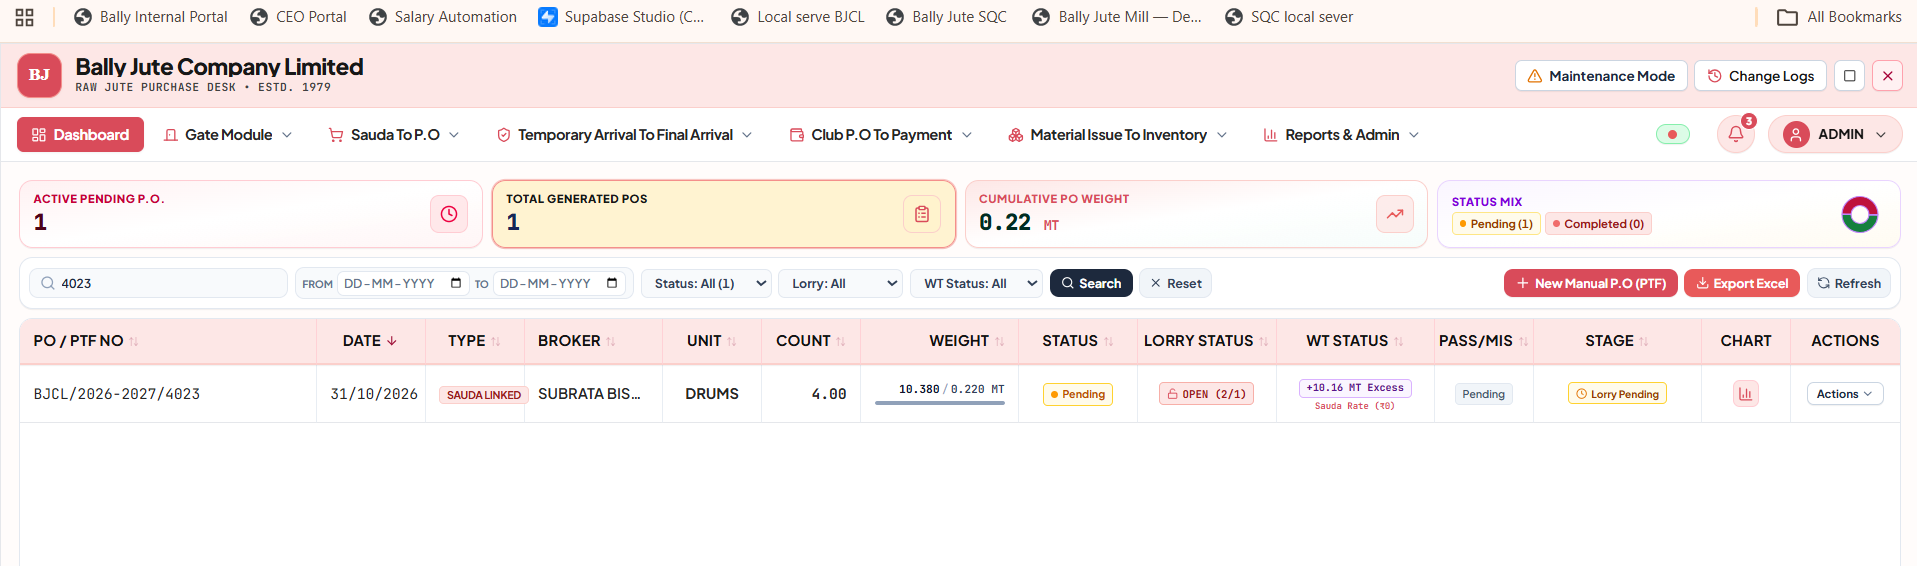 Bally Internal Portal CEO Portal Salary Automation Supabase Studio (C... Local serve BJCL Bally Jute SQC Bally Jute Mill — De... SQC local sever All Bookmarks
BJ Bally Jute Company Limited
RAW JUTE PURCHASE DESK • ESTD. 1979
Maintenance Mode Change Logs
Dashboard Gate Module Sauda To P.O Temporary Arrival To Final Arrival Club P.O To Payment Material Issue To Inventory Reports & Admin 3 ADMIN
ACTIVE PENDING P.O.
1
TOTAL GENERATED POS
1
CUMULATIVE PO WEIGHT
0.22 MT
STATUS MIX
Pending (1) Completed (0)
4023 FROM DD-MM-YYYY TO DD-MM-YYYY Status: All (1) Lorry: All WT Status: All Search Reset New Manual P.O (PTF) Export Excel Refresh
PO / PTF NO DATE TYPE BROKER UNIT COUNT WEIGHT STATUS LORRY STATUS WT STATUS PASS/MIS STAGE CHART ACTIONS
BJCL/2026-2027/4023 31/10/2026 SAUDA LINKED SUBRATA BIS... DRUMS 4.00 10.380 / 0.220 MT Pending OPEN (2/1) +10.16 MT Excess Pending Lorry Pending Actions
Sauda Rate (₹0)